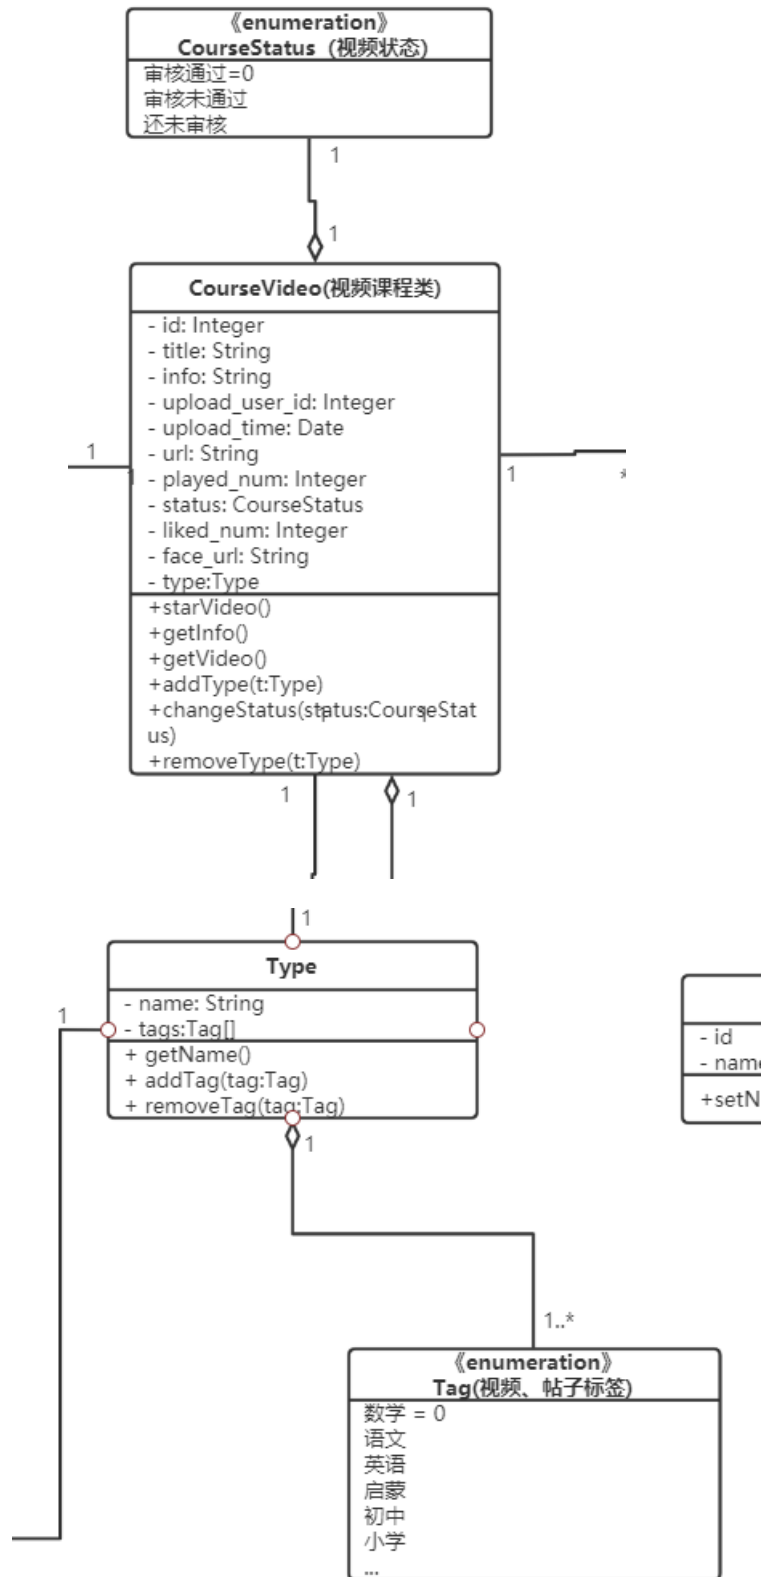 《enumeration》
CourseStatus（视频状态）
审核通过=0
审核未通过
还未审核
1
1
CourseVideo(视频课程类)
- id: Integer
- title: String
- info: String
- upload_user_id: Integer
- upload_time: Date
- url: String
- played_num: Integer
- status: CourseStatus
- liked_num: Integer
- face_url: String
- type:Type
1
1
1
*
+starVideo()
+getInfo()
+getVideo()
+addType(t:Type)
+changeStatus(status:CourseStat
us)
+removeType(t:Type)
1
1
1
Type
- name: String
- tags:Tag[]
1
+ getName()
+ addTag(tag:Tag)
+ removeTag(tag:Tag)
1
- id
- name
+setN
1..*
《enumeration》
Tag(视频、帖子标签)
数学 = 0
语文
英语
启蒙
初中
小学
...